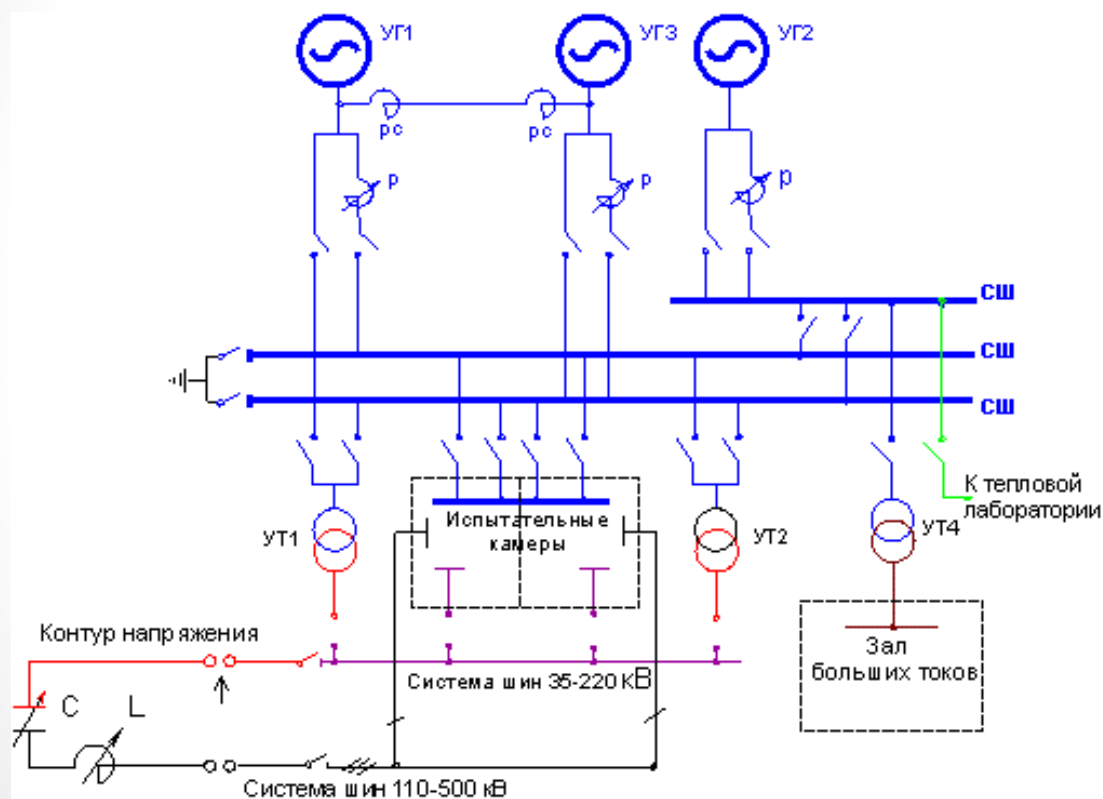 УГ1
УГ3
УГ2
рс
рс
р
р
р
сш
сш
сш
К тепловой
лаборатории
Испытательные
камеры
УТ1
УТ2
УТ4
Контур напряжения
Зал
больших токов
Система шин 35-220 кВ
С
L
Система шин 110-500 кВ